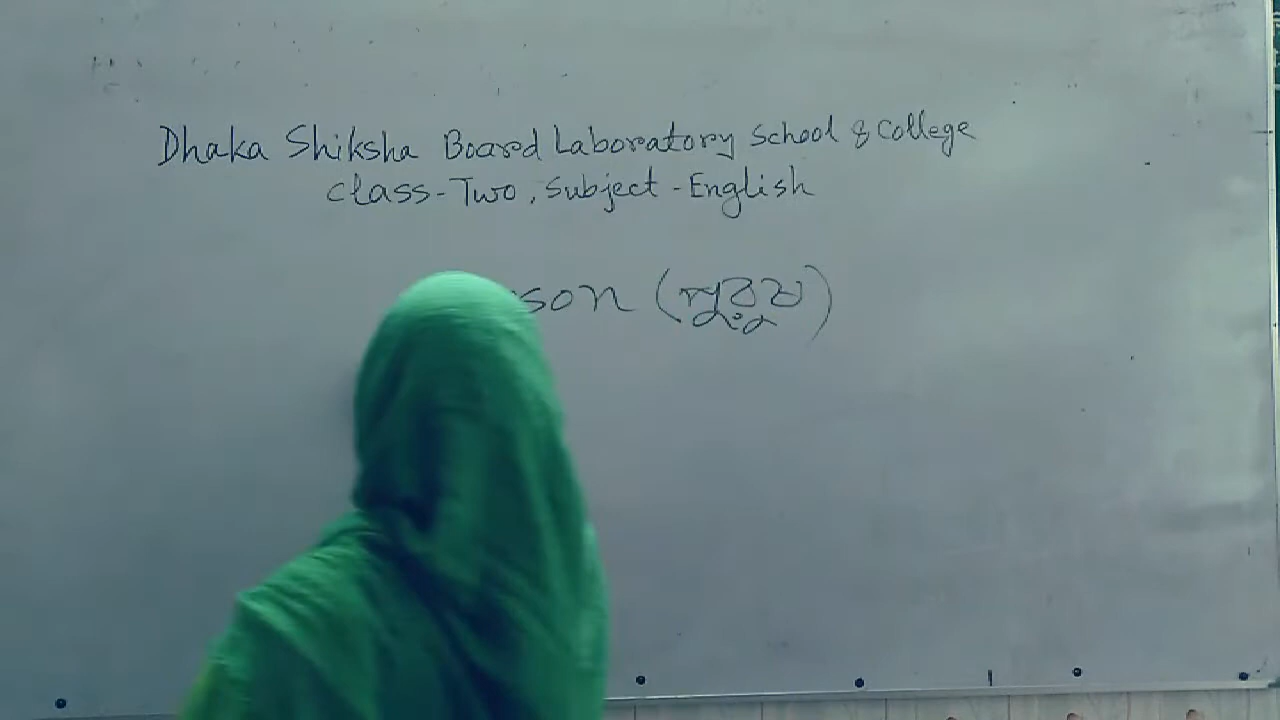 Dhaka Shiksha Board Laboratory School & College
Class-Two, Subject-English
son (পুরুষ)